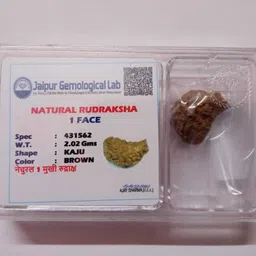 Jaipur Gemological Lab
NATURAL RUDRAKSHA
1 FACE
Spec : 431562
W.T. : 2.02 Gms
Shape : KAJU
Color : BROWN
नेचुरल 1 मुखी रुद्राक्ष